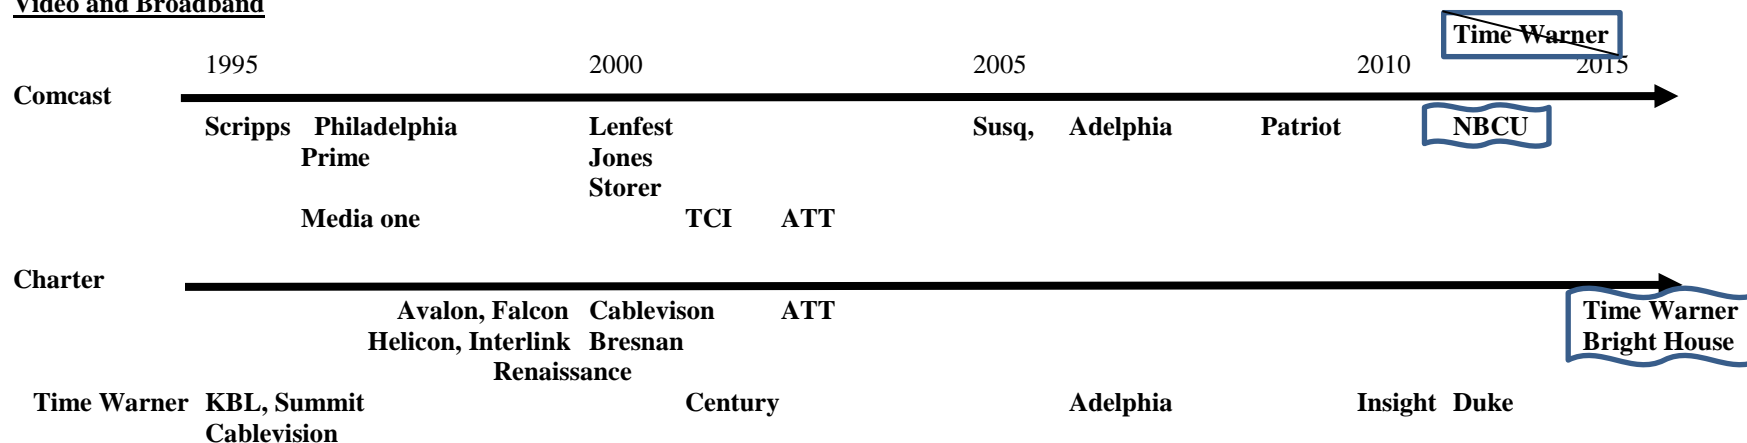 Video and Broadband
Time Warner
1995 2000 2005 2010 2015
Comcast
Scripps Philadelphia Lenfest Susq, Adelphia Patriot NBCU
Prime Jones
Storer
Media one TCI ATT
Charter
Avalon, Falcon Cablevison ATT Time Warner
Helicon, Interlink Bresnan Bright House
Renaissance
Time Warner KBL, Summit Century Adelphia Insight Duke
Cablevision